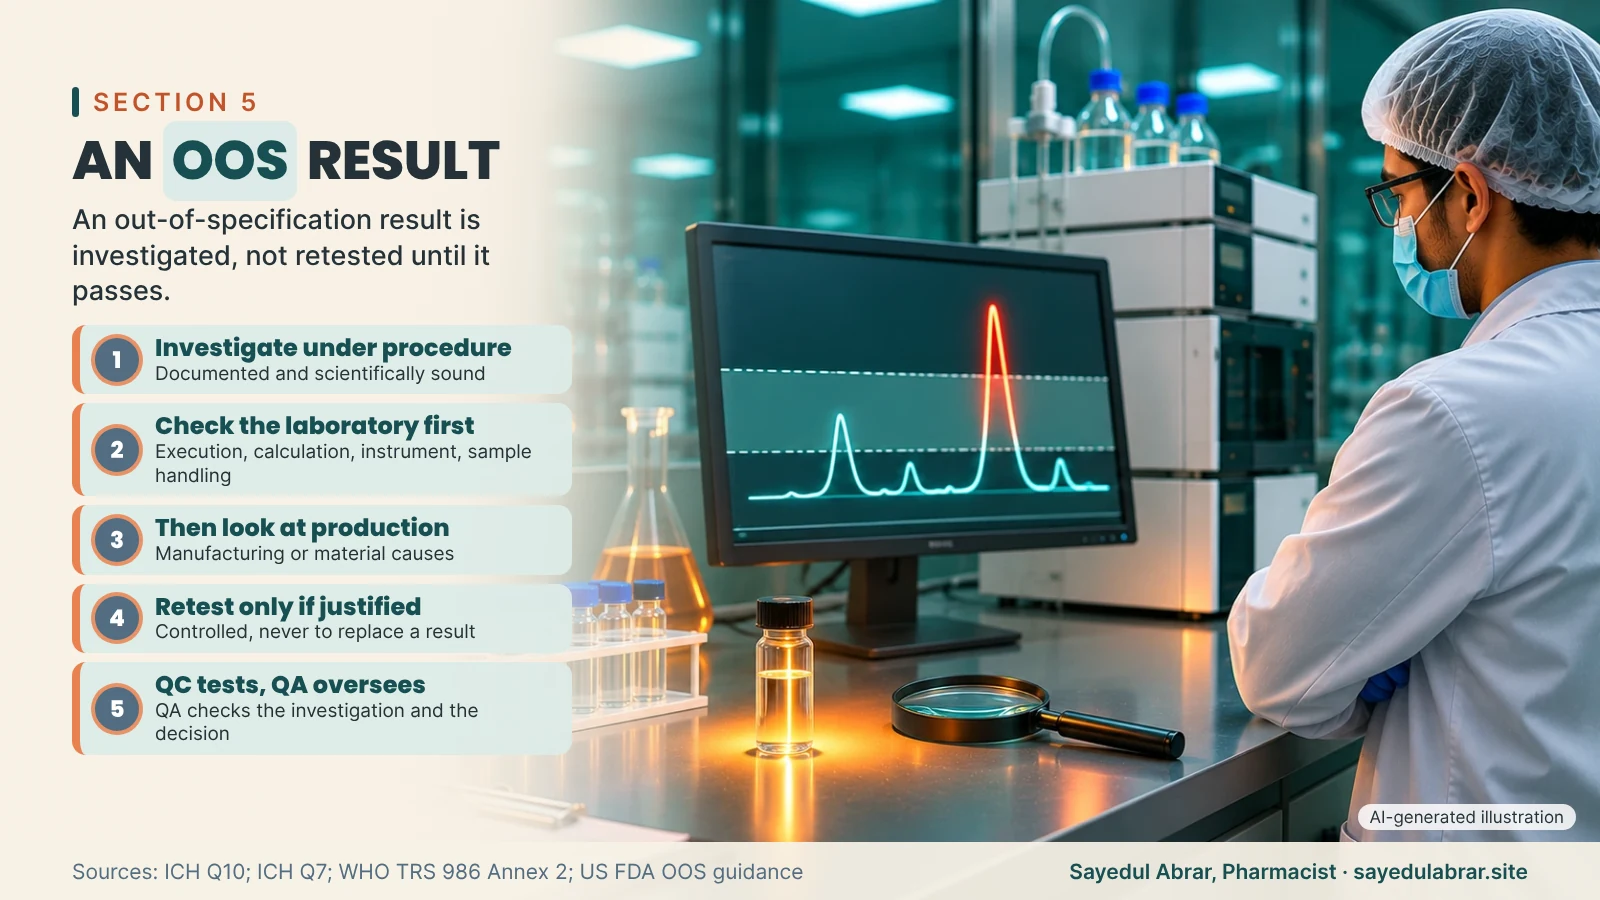 SECTION 5
AN OOS RESULT
An out-of-specification result is
investigated, not retested until it
passes.
1
Investigate under procedure
Documented and scientifically sound
2
Check the laboratory first
Execution, calculation, instrument, sample
handling
3
Then look at production
Manufacturing or material causes
4
Retest only if justified
Controlled, never to replace a result
5
QC tests, QA oversees
QA checks the investigation and the
decision
AI-generated illustration
Sources: ICH Q10; ICH Q7; WHO TRS 986 Annex 2; US FDA OOS guidance
Sayedul Abrar, Pharmacist · sayedulabrar.site